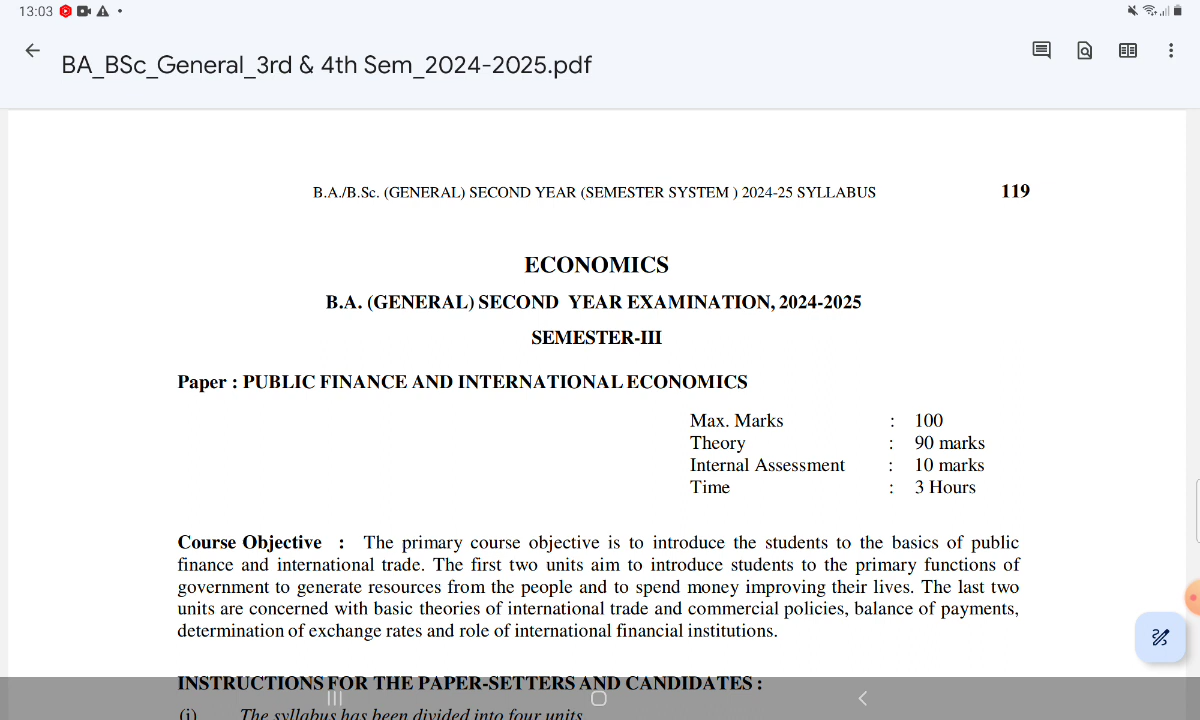 13:03
BA_BSc_General_3rd & 4th Sem_2024-2025.pdf
B.A./B.Sc. (GENERAL) SECOND YEAR (SEMESTER SYSTEM ) 2024-25 SYLLABUS 119
ECONOMICS
B.A. (GENERAL) SECOND YEAR EXAMINATION, 2024-2025
SEMESTER-III
Paper : PUBLIC FINANCE AND INTERNATIONAL ECONOMICS
Max. Marks : 100
Theory : 90 marks
Internal Assessment : 10 marks
Time : 3 Hours
Course Objective : The primary course objective is to introduce the students to the basics of public
finance and international trade. The first two units aim to introduce students to the primary functions of
government to generate resources from the people and to spend money improving their lives. The last two
units are concerned with basic theories of international trade and commercial policies, balance of payments,
determination of exchange rates and role of international financial institutions.
INSTRUCTIONS FOR THE PAPER-SETTERS AND CANDIDATES :
(i) The syllabus has been divided into four units.